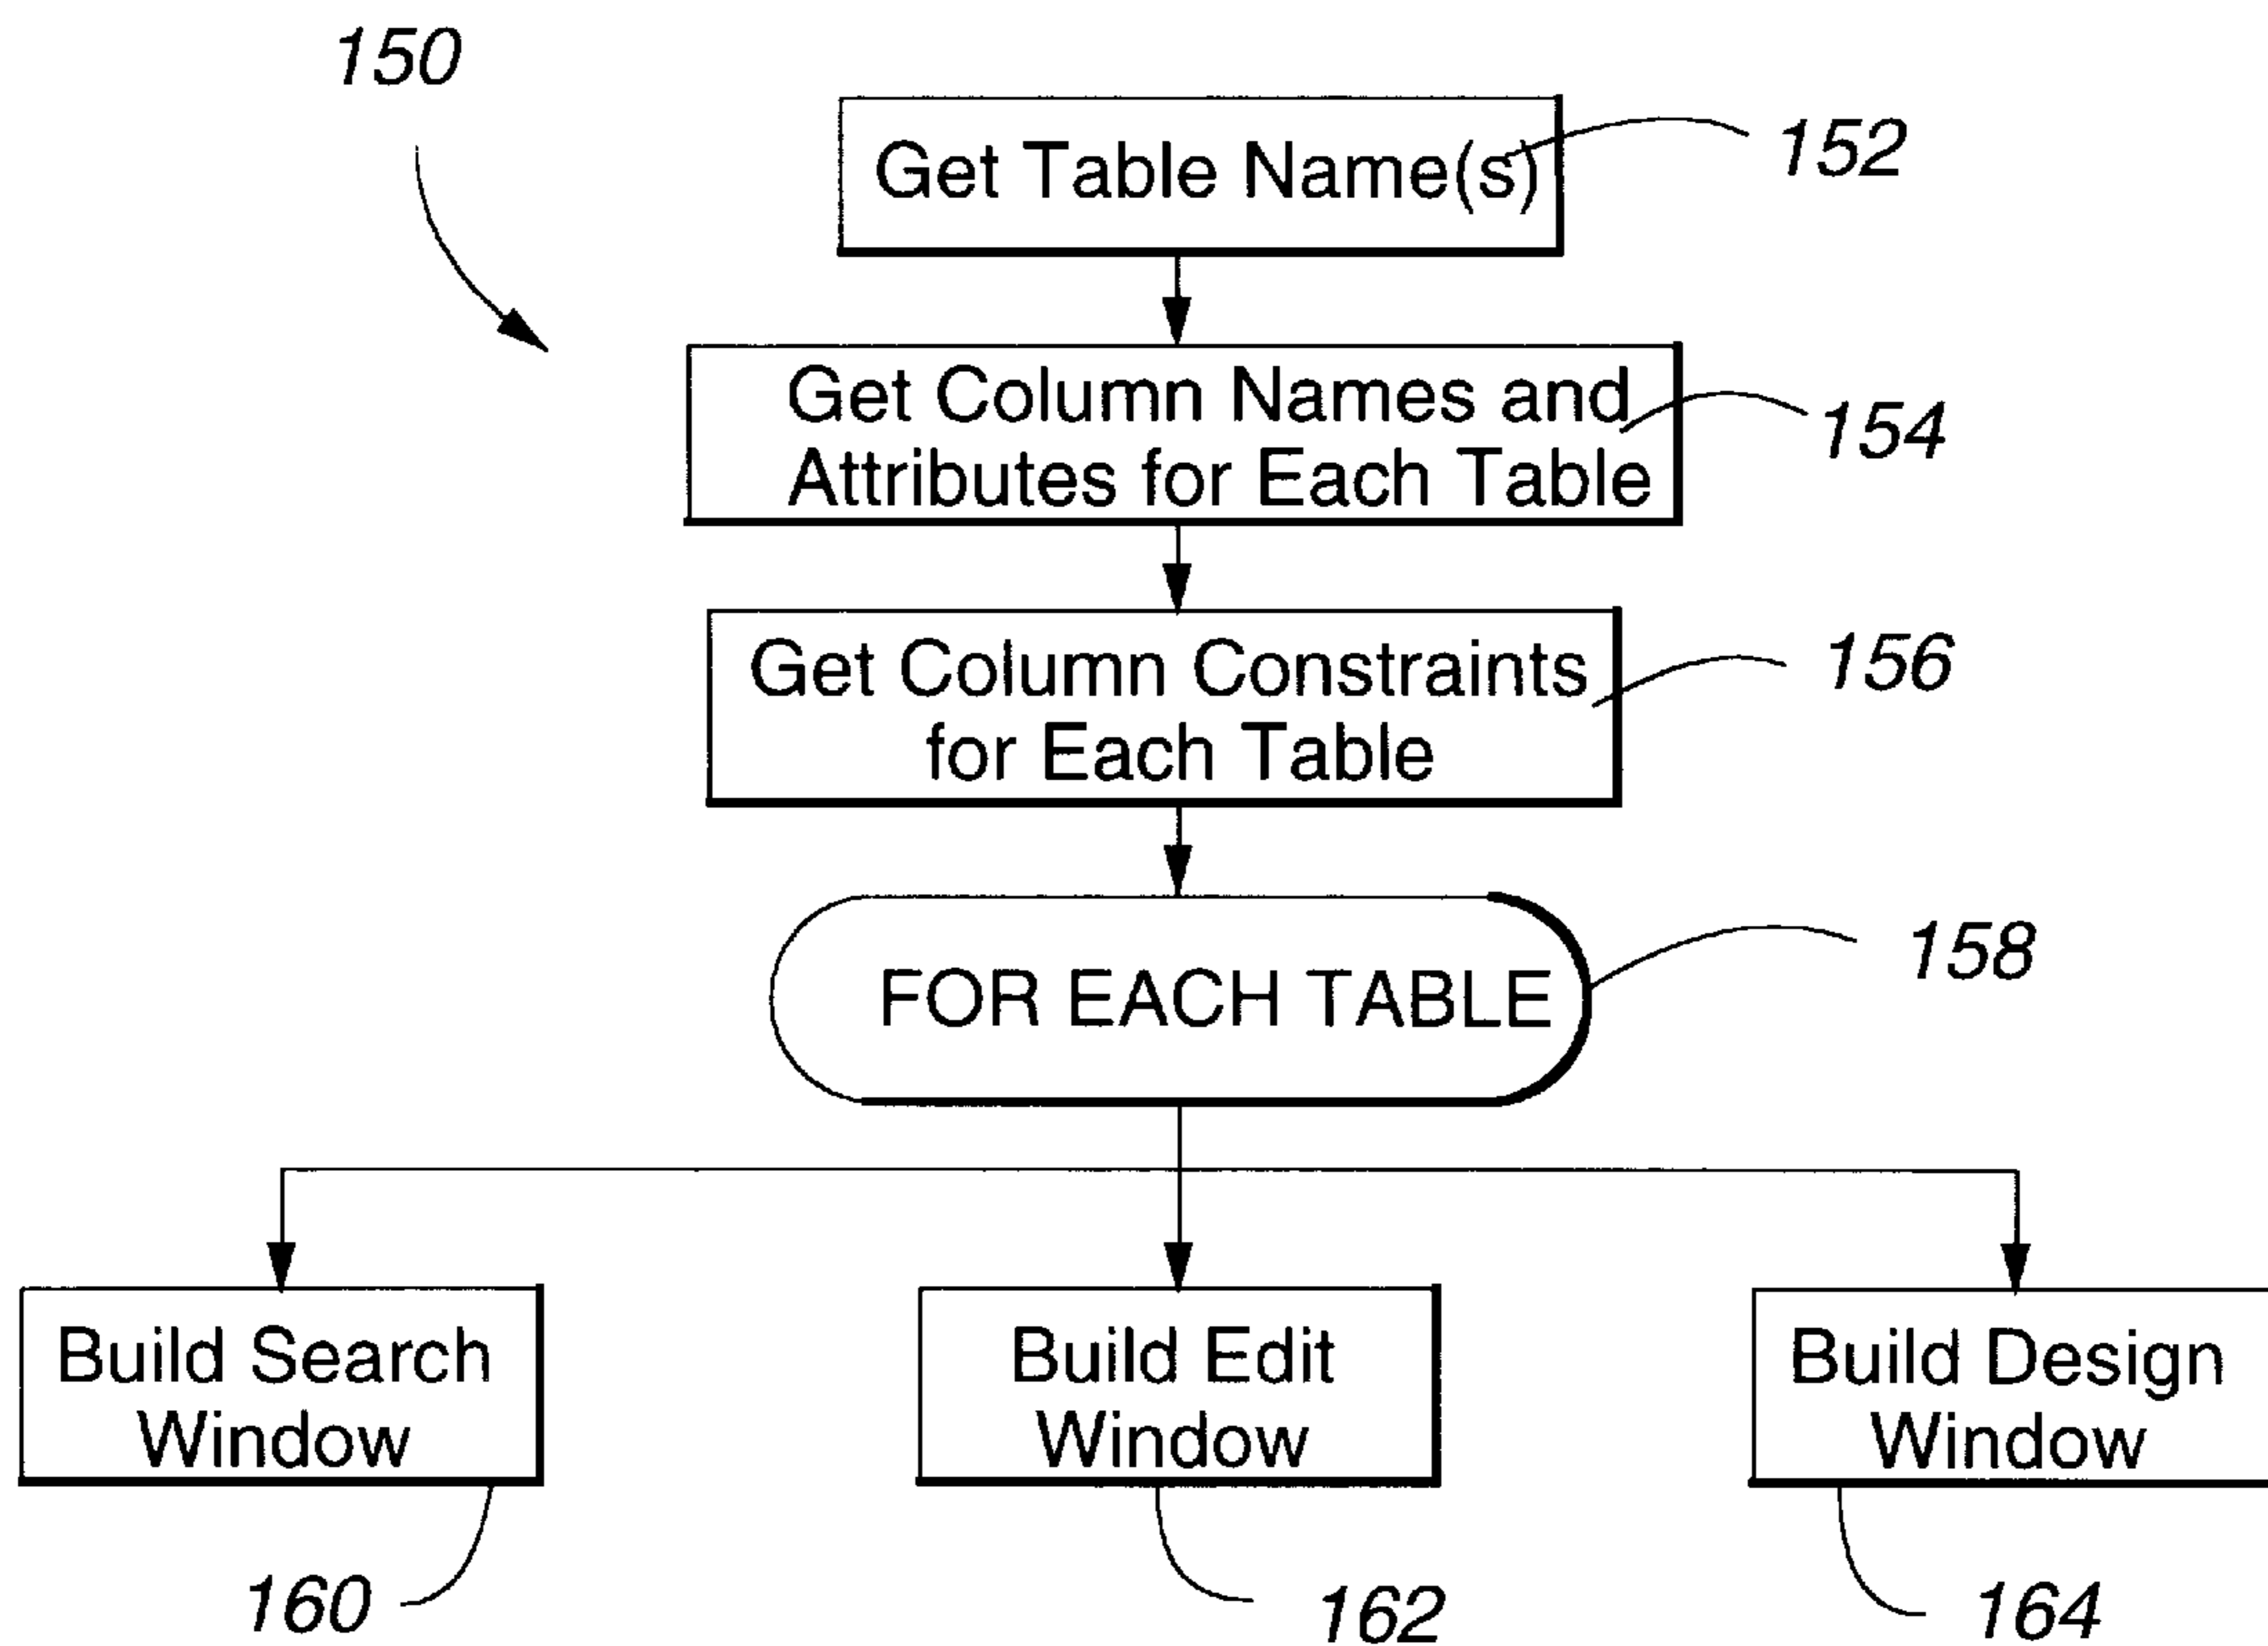 150
Get Table Name(s)
152
Get Column Names and
Attributes for Each Table
154
Get Column Constraints
for Each Table
156
FOR EACH TABLE
158
Build Search
Window
Build Edit
Window
Build Design
Window
160
162
164